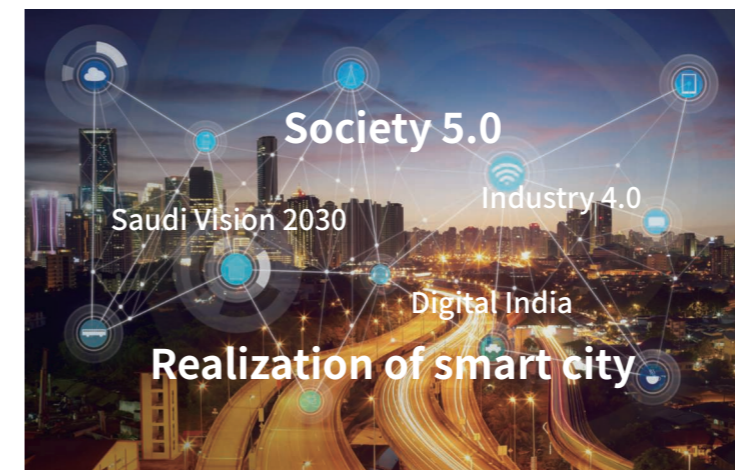 Society 5.0
Industry 4.0
Saudi Vision 2030
Digital India
Realization of smart city